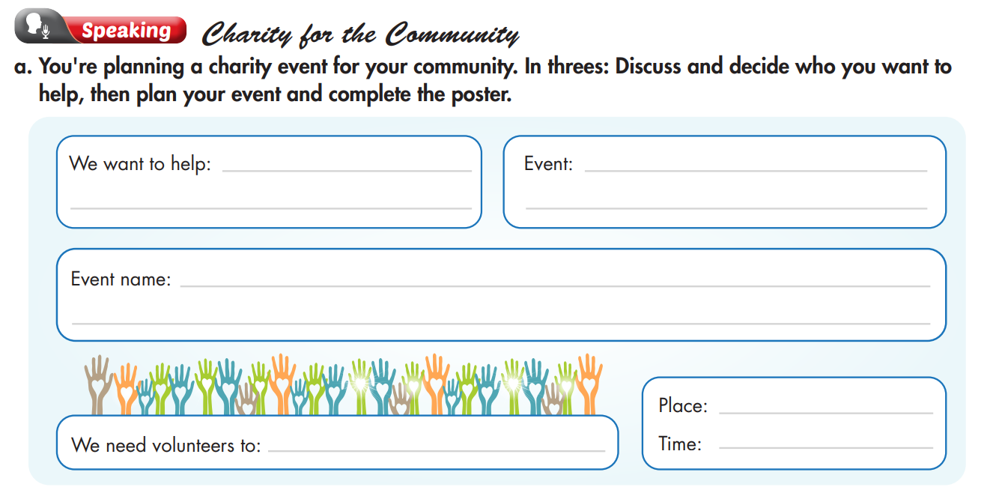 Speaking Charity for the Community
a. You're planning a charity event for your community. In threes: Discuss and decide who you want to
help, then plan your event and complete the poster.
We want to help:
Event:
Event name:
We need volunteers to:
Place:
Time: